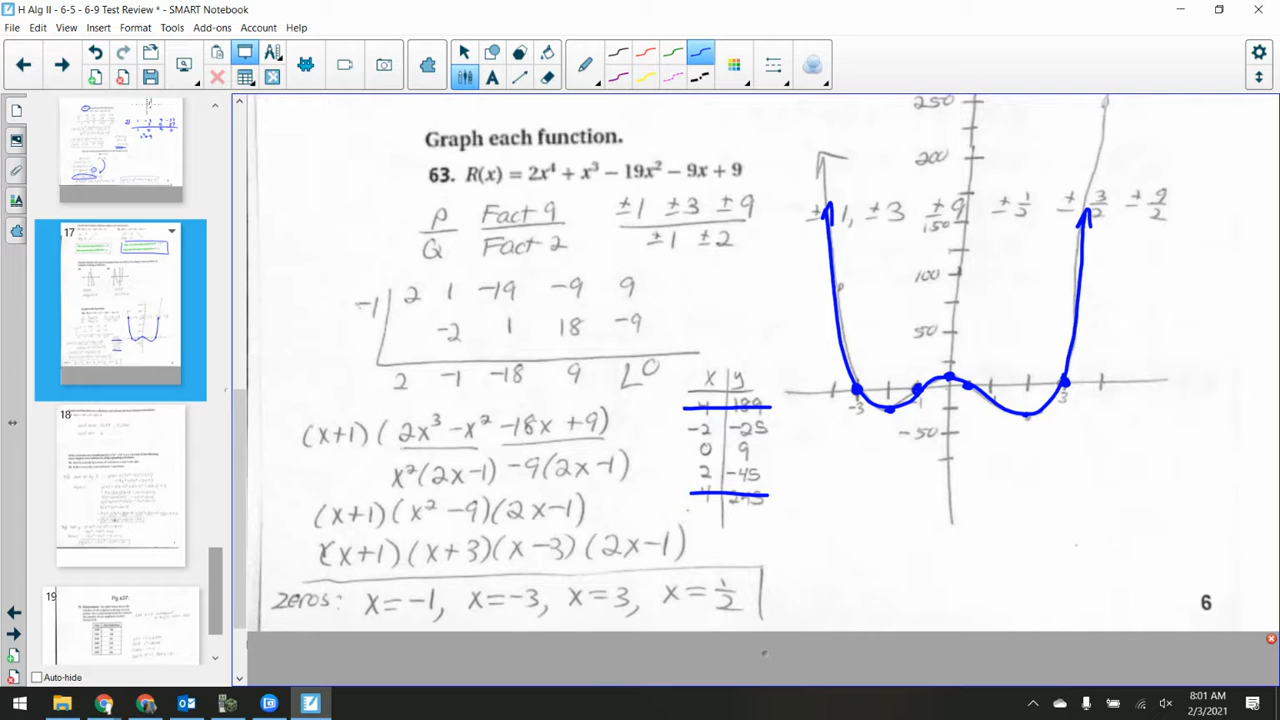 H Alg II - 6-5 - 6-9 Test Review * - SMART Notebook
File Edit View Insert Format Tools Add-ons Account Help
17
18
19
Auto-hide
Graph each function.
63. R(x) = 2x⁴ + x³ − 19x² − 9x + 9
P/Q Fact 9/Fact 2 ±1 ±3 ±9/±1 ±2
± 1, ±3 ±9 ±3/2 ±9/2
-1 | 2 1 -19 -9 9
-2 1 18 -9
2 -1 -18 9 0
(x+1)(2x³ -x² -18x +9)
x²(2x-1) -9(2x-1)
(x+1)(x² -9)(2x-1)
(x+1)(x+3)(x-3)(2x-1)
zeros: x=-1, x=-3, x=3, x=1/2
x y
-2 -25
0 9
2 -45
250
200
150
100
50
-50
-3 -1 3
6
8:01 AM
2/3/2021